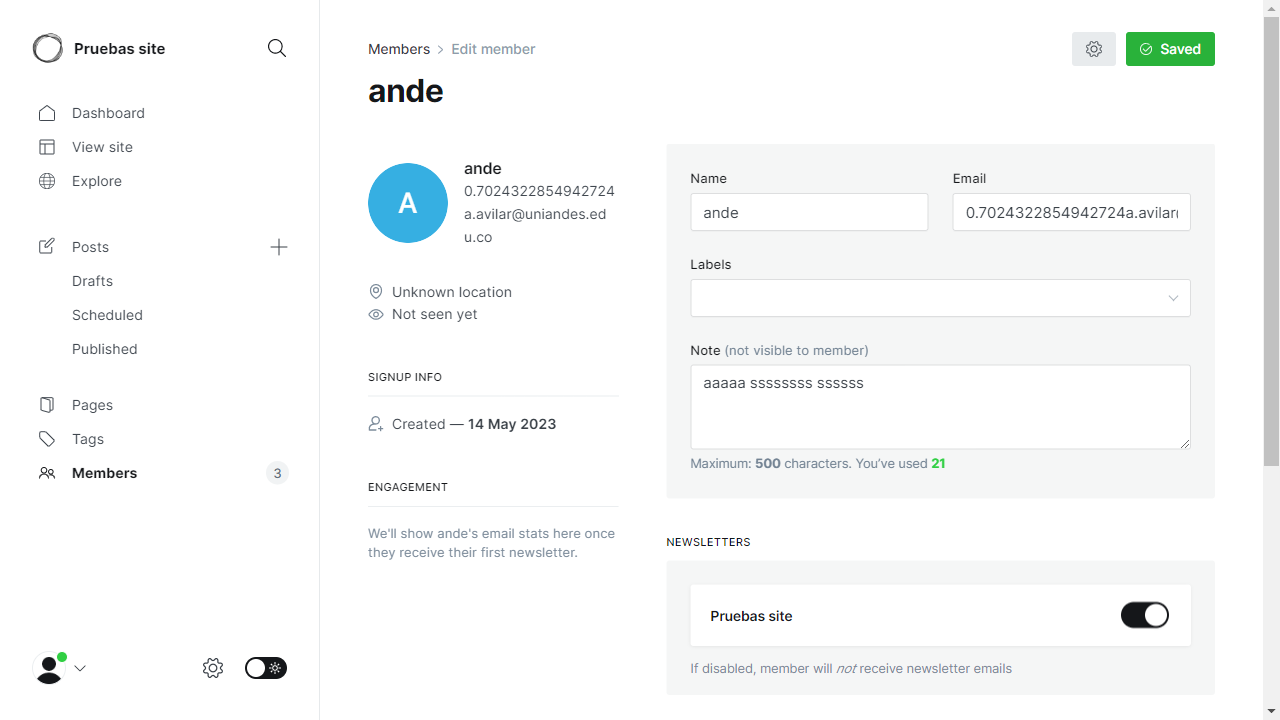 Pruebas site
Dashboard
View site
Explore
Posts
Drafts
Scheduled
Published
Pages
Tags
Members 3
Members Edit member
Saved
ande
A
ande
0.7024322854942724
a.avilar@uniandes.ed
u.co
Unknown location
Not seen yet
SIGNUP INFO
Created — 14 May 2023
ENGAGEMENT
We'll show ande's email stats here once
they receive their first newsletter.
Name
ande
Email
0.7024322854942724a.avilar(
Labels
Note (not visible to member)
aaaaa ssssssss ssssss
Maximum: 500 characters. You've used 21
NEWSLETTERS
Pruebas site
If disabled, member will not receive newsletter emails